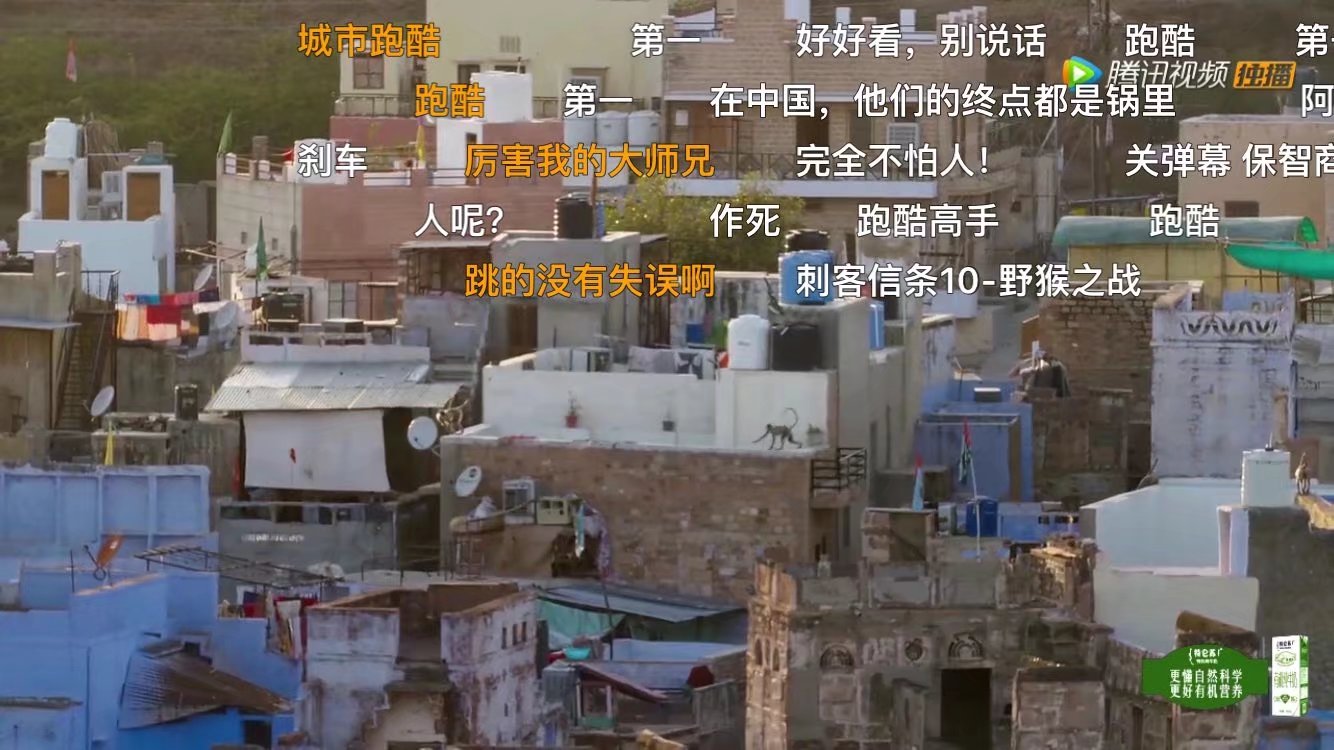 城市跑酷 第一 好好看，别说话 跑酷 第一
腾讯视频 独播
跑酷 第一 在中国，他们的终点都是锅里 阿
刹车 厉害我的大师兄 完全不怕人！ 关弹幕 保智商
人呢？ 作死 跑酷高手 跑酷
跳的没有失误啊 刺客信条10-野猴之战
特仑苏
更懂自然科学
更好有机营养